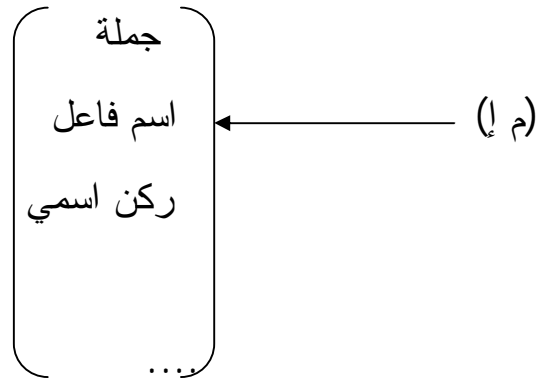 جملة
(م إ) اسم فاعل
ركن اسمي
....